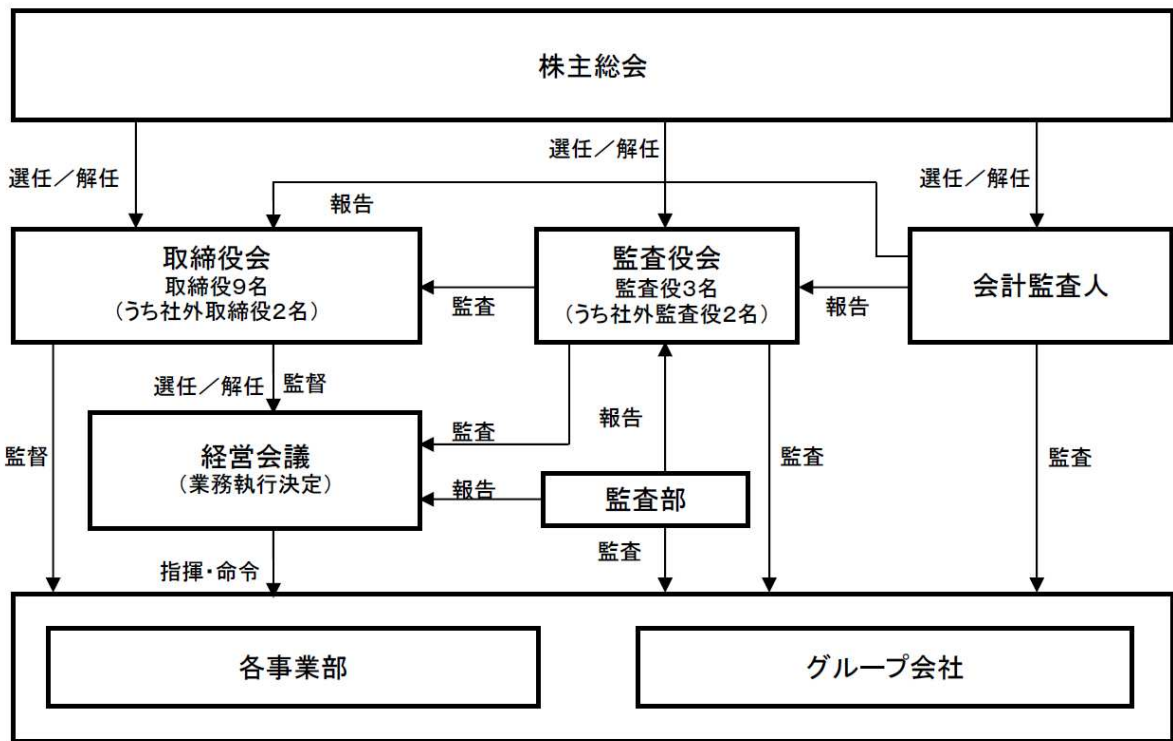 株主総会
選任／解任
選任／解任
選任／解任
報告
取締役会
取締役9名
（うち社外取締役2名）
監査
監査役会
監査役3名
（うち社外監査役2名）
報告
会計監査人
選任／解任
監督
監督
経営会議
（業務執行決定）
監査
報告
報告
監査部
監査
監査
監査
指揮・命令
各事業部
グループ会社